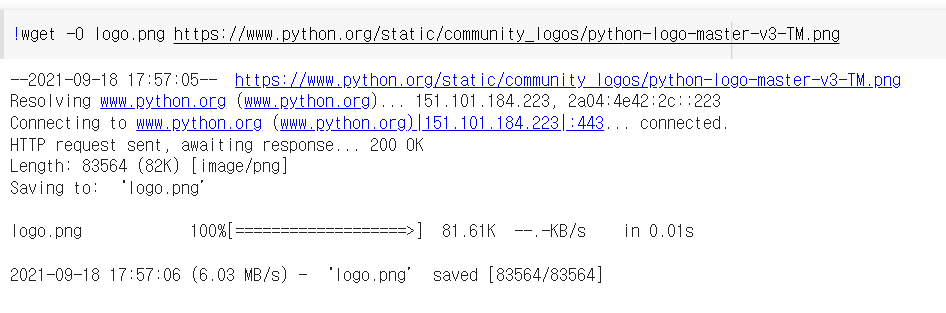 !wget -O logo.png https://www.python.org/static/community_logos/python-logo-master-v3-TM.png
--2021-09-18 17:57:05--  https://www.python.org/static/community_logos/python-logo-master-v3-TM.png
Resolving www.python.org (www.python.org)... 151.101.184.223, 2a04:4e42:2c::223
Connecting to www.python.org (www.python.org)|151.101.184.223|:443... connected.
HTTP request sent, awaiting response... 200 OK
Length: 83564 (82K) [image/png]
Saving to: ‘logo.png’
logo.png            100%[===================>]  81.61K  --.-KB/s    in 0.01s
2021-09-18 17:57:06 (6.03 MB/s) - ‘logo.png’ saved [83564/83564]